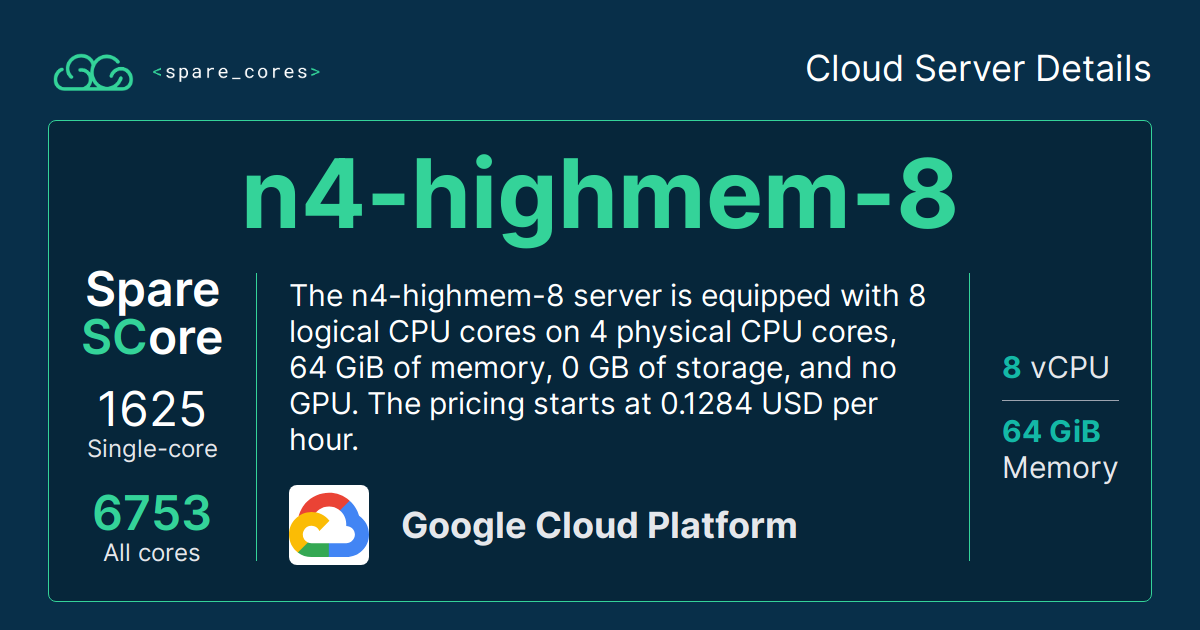 <spare_cores>
Cloud Server Details
n4-highmem-8
Spare
SCore
1625
Single-core
6753
All cores
The n4-highmem-8 server is equipped with 8
logical CPU cores on 4 physical CPU cores,
64 GiB of memory, 0 GB of storage, and no
GPU. The pricing starts at 0.1284 USD per
hour.
Google Cloud Platform
8 vCPU
64 GiB
Memory